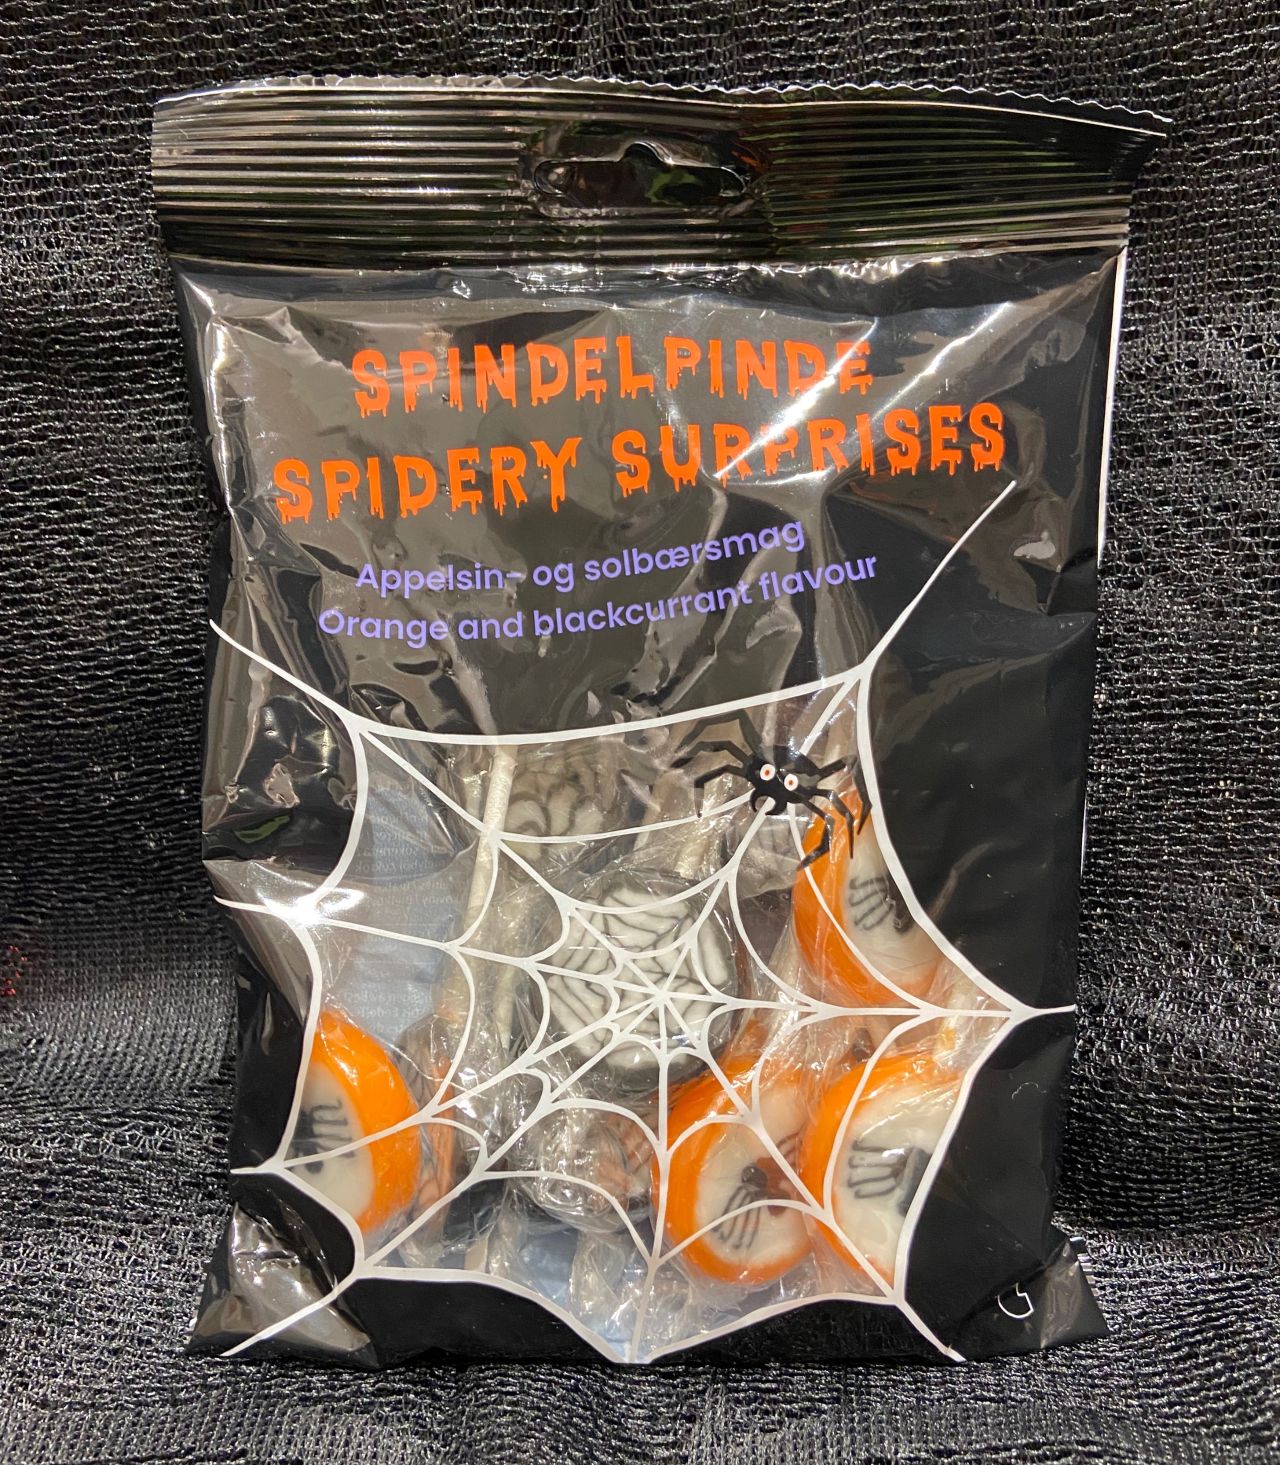 SPINDELPINDE
SPIDERY SURPRISES
Appelsin- og solbærsmag
Orange and blackcurrant flavour